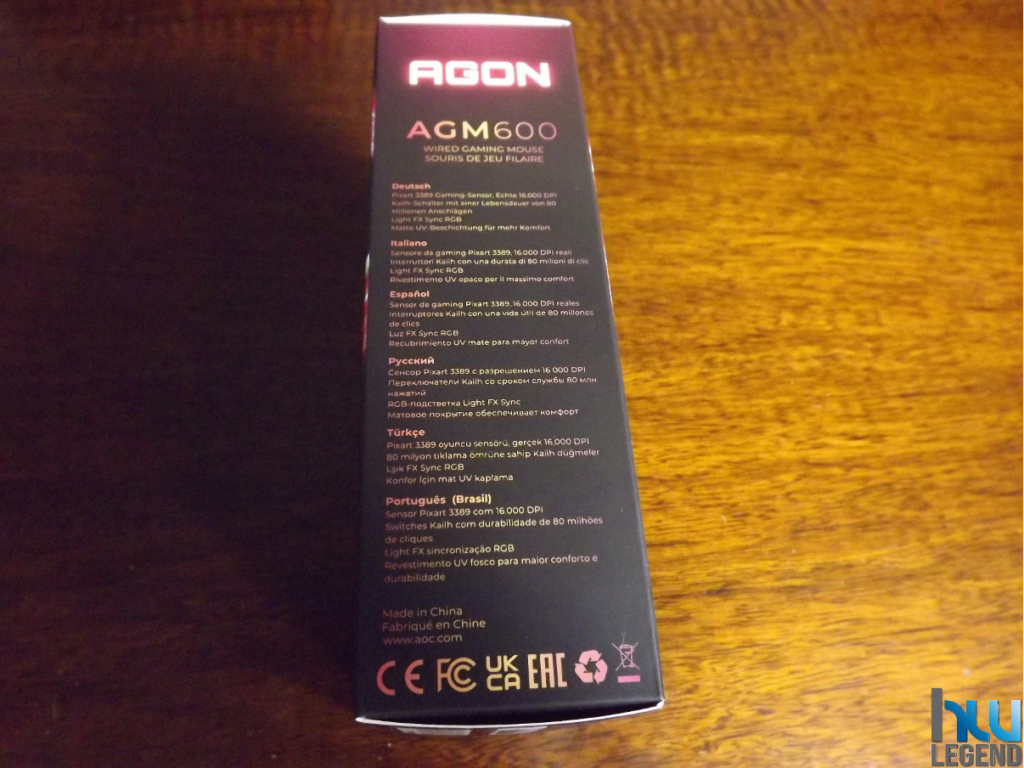 AGON
AGM600
WIRED GAMING MOUSE
SOURIS DE JEU FILAIRE
Deutsch
Pixart 3389 Gaming-Sensor, Echte 16.000 DPI
Kailh-Schalter mit einer Lebensdauer von 80
Millionen Anschlägen
Light FX Sync RGB
Matte UV-Beschichtung für mehr Komfort
Italiano
Sensore da gaming Pixart 3389, 16.000 DPI reali
Interruttori Kailh con una durata di 80 milioni di clic
Light FX Sync RGB
Rivestimento UV opaco per il massimo comfort
Español
Sensor de gaming Pixart 3389, 16.000 DPI reales
Interruptores Kailh con una vida útil de 80 millones
de clics
Luz FX Sync RGB
Recubrimiento UV mate para mayor confort
Русский
Сенсор Pixart 3389 с разрешением 16 000 DPI
Переключатели Kailh со сроком службы 80 млн
нажатий
RGB-подстветка Light FX Sync
Матовое покрытие обеспечивает комфорт
Türkçe
Pixart 3389 oyuncu sensörü, gerçek 16,000 DPI
80 milyon tıklama ömrüne sahip Kailh düğmeler
Lşık FX Sync RGB
Konfor İçin mat UV kaplama
Português (Brasil)
Sensor Pixart 3389 com 16.000 DPI
Switches Kailh com durabilidade de 80 milhões
de cliques
Light FX sincronização RGB
Revestimento UV fosco para maior conforto e
durabilidade
Made in China
Fabriqué en Chine
www.aoc.com
CE FC UK CA EAC
LEGEND